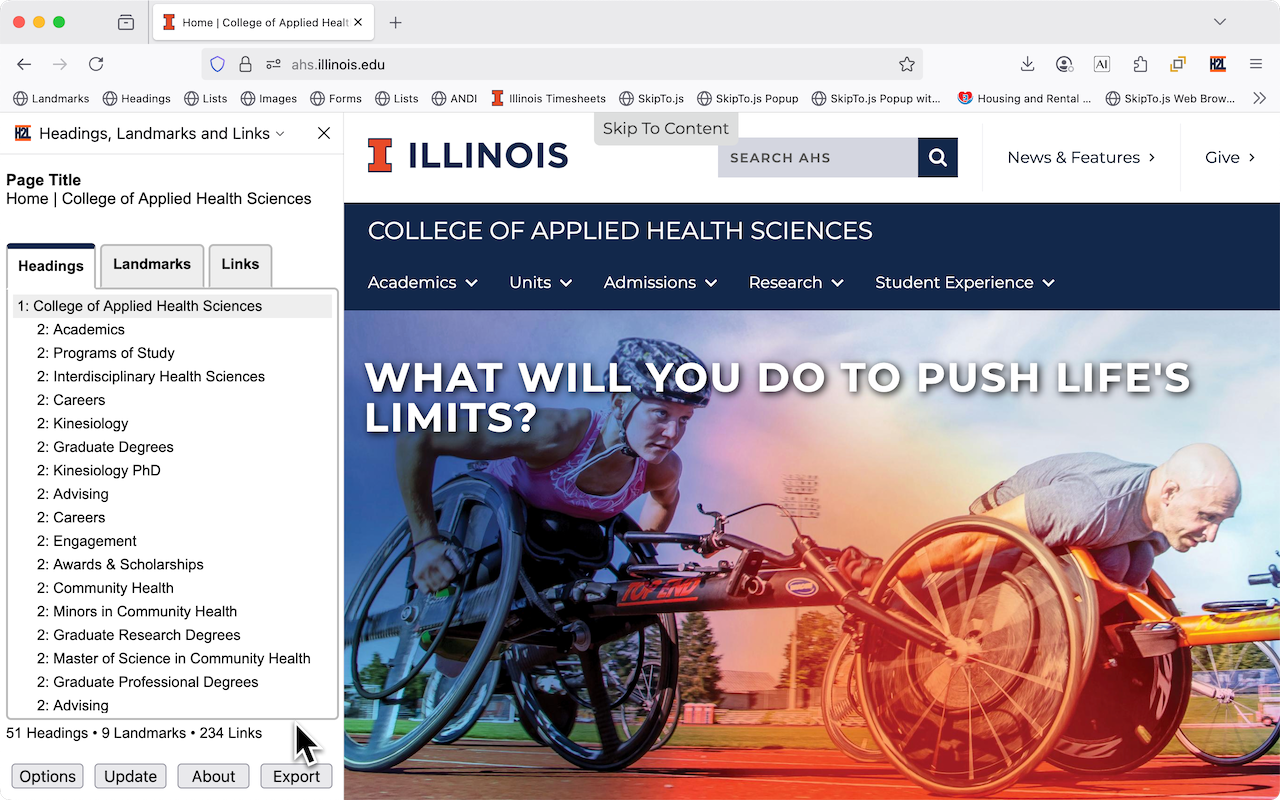 Home | College of Applied Healt
ahs.illinois.edu
AI
H2L
Landmarks
Headings
Lists
Images
Forms
Lists
ANDI
Illinois Timesheets
SkipTo.js
SkipTo.js Popup
SkipTo.js Popup wit...
Housing and Rental ...
SkipTo.js Web Brow...
H2L Headings, Landmarks and Links
Page Title
Home | College of Applied Health Sciences
Headings
Landmarks
Links
1: College of Applied Health Sciences
2: Academics
2: Programs of Study
2: Interdisciplinary Health Sciences
2: Careers
2: Kinesiology
2: Graduate Degrees
2: Kinesiology PhD
2: Advising
2: Careers
2: Engagement
2: Awards & Scholarships
2: Community Health
2: Minors in Community Health
2: Graduate Research Degrees
2: Master of Science in Community Health
2: Graduate Professional Degrees
2: Advising
51 Headings • 9 Landmarks • 234 Links
Options
Update
About
Export
Skip To Content
ILLINOIS
SEARCH AHS
News & Features
Give
COLLEGE OF APPLIED HEALTH SCIENCES
Academics
Units
Admissions
Research
Student Experience
WHAT WILL YOU DO TO PUSH LIFE'S
LIMITS?
TOP END